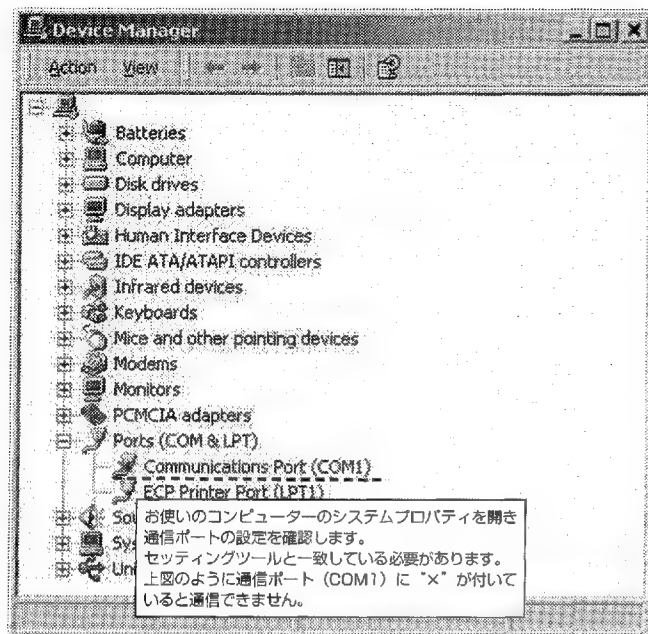 Device Manager
Action View
Batteries
Computer
Disk drives
Display adapters
Human Interface Devices
IDE ATA/ATAPI controllers
Infrared devices
Keyboards
Mice and other pointing devices
Modems
Monitors
PCMCIA adapters
Ports (COM & LPT)
Communications Port (COM1)
ECP Printer Port (LPT1)
Sou
Sys
Uni
お使いのコンピューターのシステムプロパティを開き
通信ポートの設定を確認します。
セッティングツールと一致している必要があります。
上図のように通信ポート（COM1）に“×”が付いて
いると通信できません。